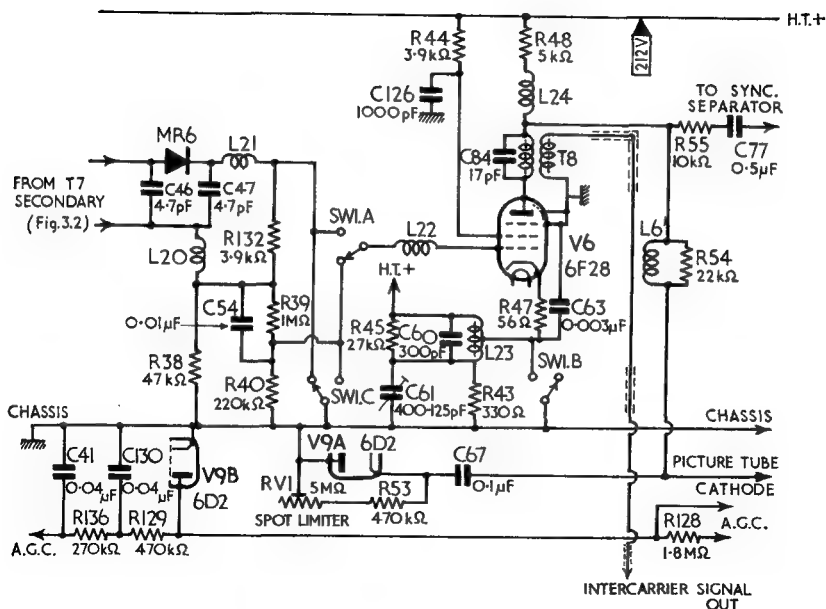 H.T.+
R44
3·9kΩ
R48
5kΩ
212V
C126
1000pF
L24
TO SYNC.
SEPARATOR
MR6
L21
C84
17pF
T8
R55
10kΩ
C77
0·5μF
FROM T7
SECONDARY
(Fig.3.2)
C46
4·7pF
C47
4·7pF
SW1.A
R132
3·9kΩ
L22
V6
6F28
L20
H.T.+
R54
22kΩ
C54
0·01μF
R39
1MΩ
R47
56Ω
C63
0·003μF
R45
27kΩ
C60
300pF
L23
R38
47kΩ
R40
220kΩ
SW1.C
SW1.B
C61
400-125pF
R43
330Ω
CHASSIS
CHASSIS
C41
0·04μF
C130
0·04μF
V9B
6D2
V9A
6D2
C67
0·1μF
PICTURE TUBE
CATHODE
RV1
5MΩ
SPOT LIMITER
R53
470kΩ
A.G.C.
R136
270kΩ
R129
470kΩ
R128
1·8MΩ
A.G.C.
INTERCARRIER SIGNAL
OUT